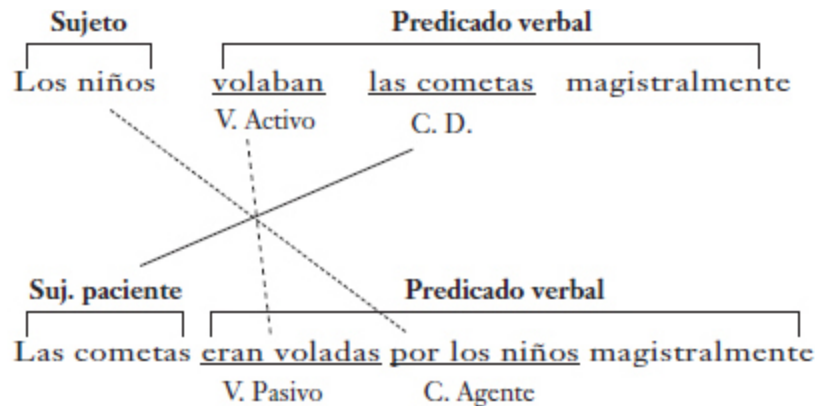 Sujeto Predicado verbal
Los niños volaban las cometas magistralmente
V. Activo C. D.
Suj. paciente Predicado verbal
Las cometas eran voladas por los niños magistralmente
V. Pasivo C. Agente